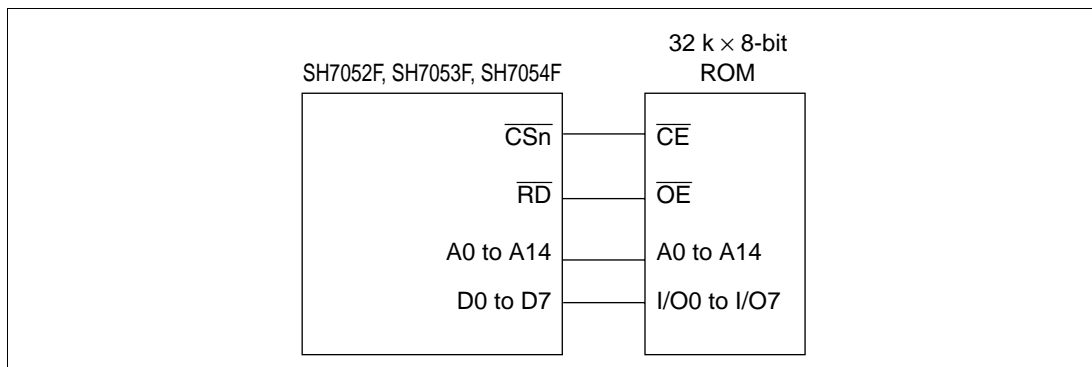 32 k × 8-bit
SH7052F, SH7053F, SH7054F ROM
CSn CE
RD OE
A0 to A14 A0 to A14
D0 to D7 I/O0 to I/O7